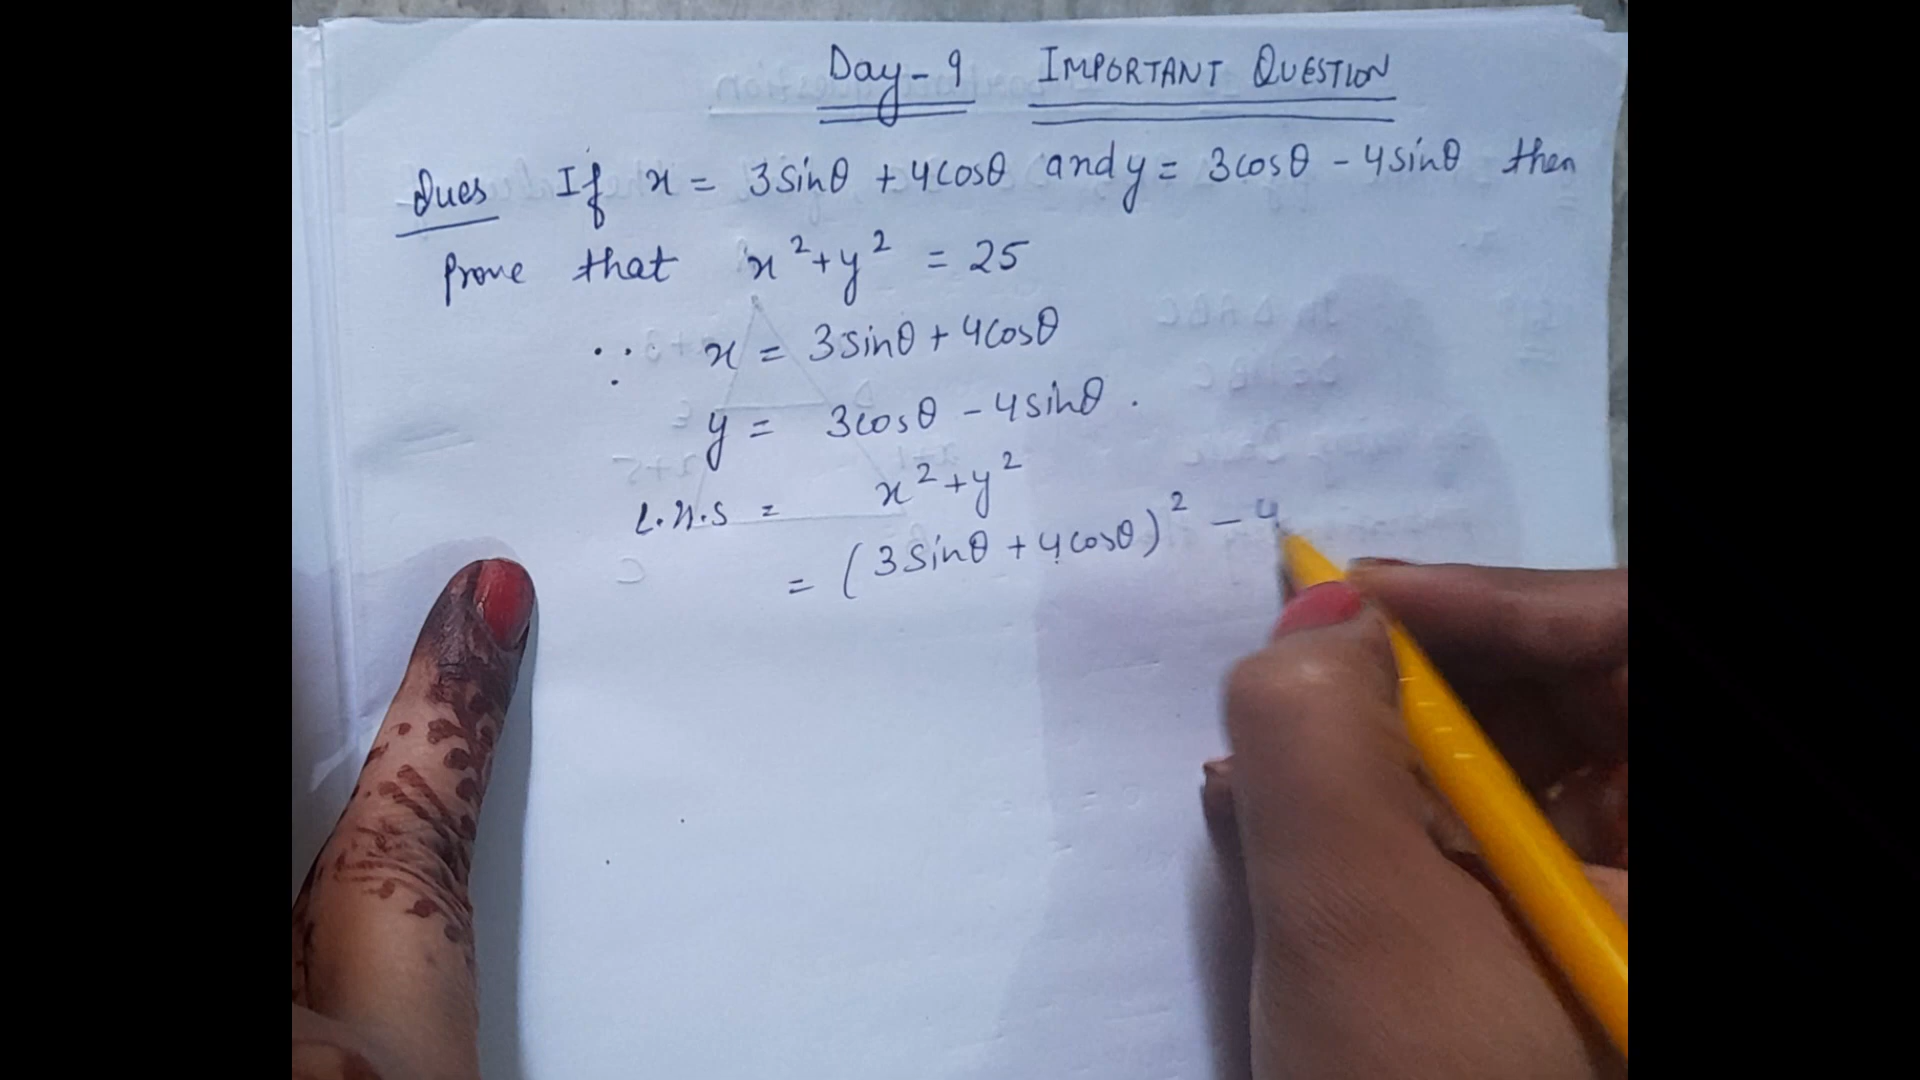 Day-9 IMPORTANT QUESTION
Ques If x = 3sinθ + 4cosθ and y = 3cosθ - 4sinθ then
prove that x²+y² = 25
∵ x = 3sinθ + 4cosθ
y = 3cosθ - 4sinθ.
L.H.S = x²+y²
= (3sinθ + 4cosθ)² - 4